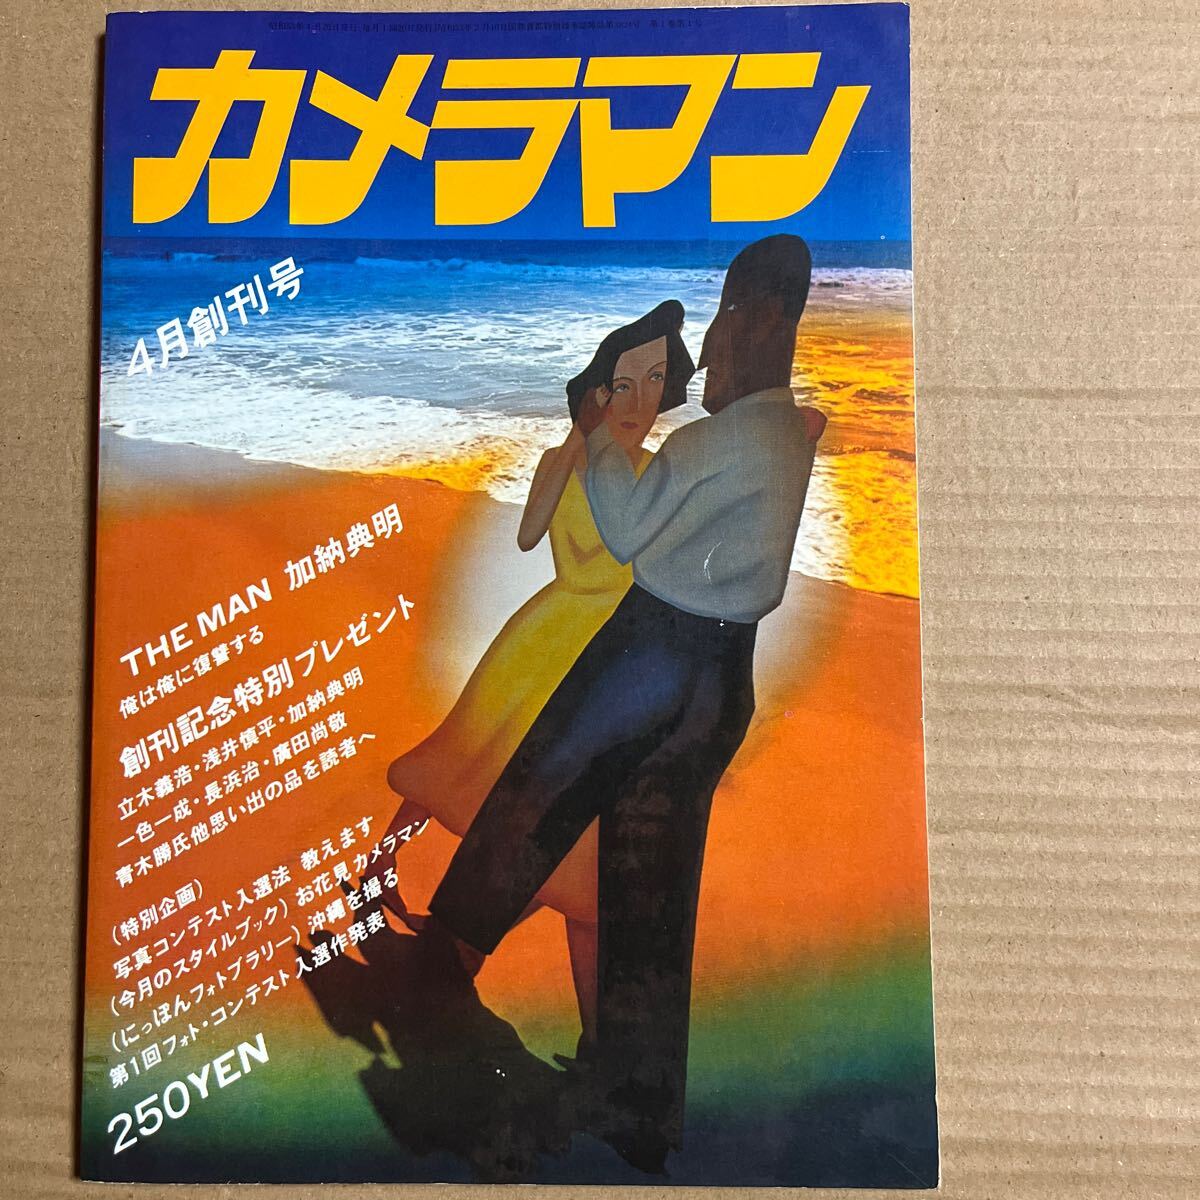 カメラマン
4月創刊号
THE MAN 加納典明
俺は俺に復讐する
創刊記念特別プレゼント
立木義浩・浅井慎平・加納典明
一色一成・長浜治・廣田尚敬
青木勝氏他思い出の品を読者へ
(特別企画)
写真コンテスト入選法 教えます
(今月のスタイルブック) お花見カメラマン
(にっぽんフォトプラリー) 沖縄を撮る
第1回フォト・コンテスト入選作発表
250YEN